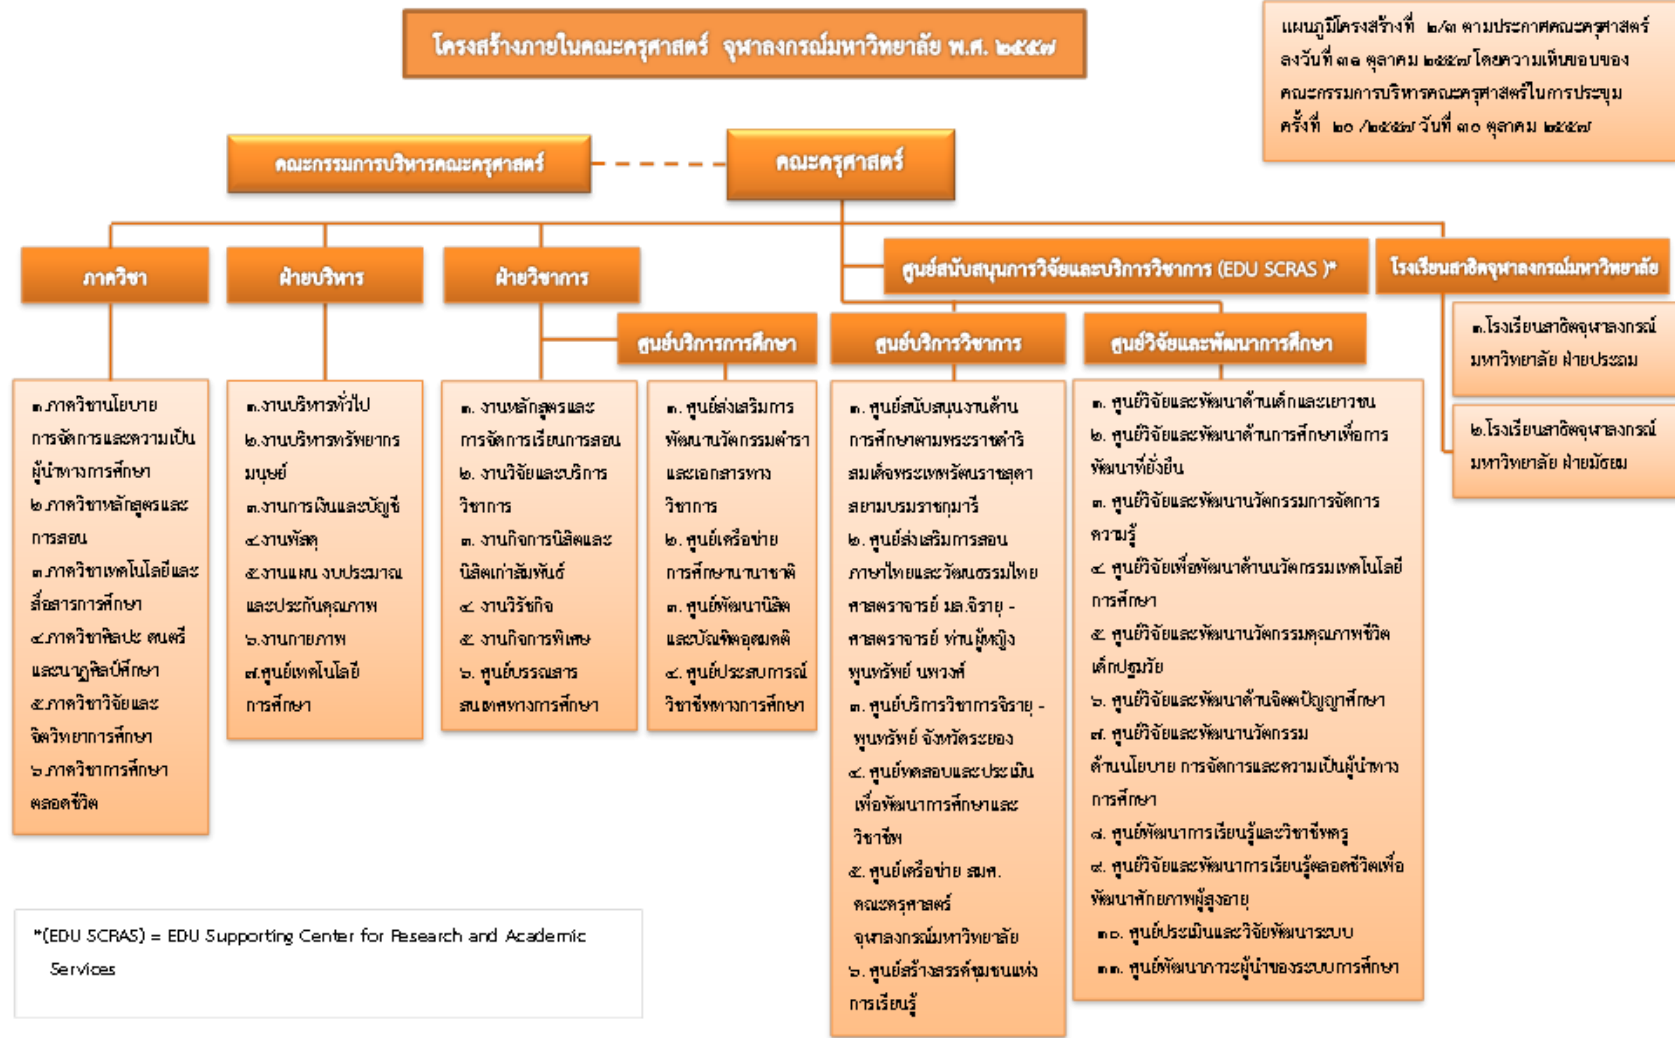 โครงสร้างภายในคณะครุศาสตร์ จุฬาลงกรณ์มหาวิทยาลัย พ.ศ. ๒๕๕๗
แผนภูมิโครงสร้างที่ ๒/๓ ตามประกาศคณะครุศาสตร์
ลงวันที่ ๓๑ ตุลาคม ๒๕๕๗ โดยความเห็นชอบของ
คณะกรรมการบริหารคณะครุศาสตร์ในการประชุม
ครั้งที่ ๒๐ /๒๕๕๗ วันที่ ๓๐ ตุลาคม ๒๕๕๗
คณะกรรมการบริหารคณะครุศาสตร์
คณะครุศาสตร์
ภาควิชา
ฝ่ายบริหาร
ฝ่ายวิชาการ
ศูนย์สนับสนุนการวิจัยและบริการวิชาการ (EDU SCRAS )*
โรงเรียนสาธิตจุฬาลงกรณ์มหาวิทยาลัย
ศูนย์บริการการศึกษา
ศูนย์บริการวิชาการ
ศูนย์วิจัยและพัฒนาการศึกษา
๑.โรงเรียนสาธิตจุฬาลงกรณ์
มหาวิทยาลัย ฝ่ายประถม
๒.โรงเรียนสาธิตจุฬาลงกรณ์
มหาวิทยาลัย ฝ่ายมัธยม
๑.ภาควิชานโยบาย
การจัดการและความเป็น
ผู้นำทางการศึกษา
๒.ภาควิชาหลักสูตรและ
การสอน
๓.ภาควิชาเทคโนโลยีและ
สื่อสารการศึกษา
๔.ภาควิชาศิลปะ ดนตรี
และนาฏศิลป์ศึกษา
๕.ภาควิชาวิจัยและ
จิตวิทยาการศึกษา
๖.ภาควิชาการศึกษา
ตลอดชีวิต
๑.งานบริหารทั่วไป
๒.งานบริหารทรัพยากร
มนุษย์
๓.งานการเงินและบัญชี
๔.งานพัสดุ
๕.งานแผน งบประมาณ
และประกันคุณภาพ
๖.งานกายภาพ
๗.ศูนย์เทคโนโลยี
การศึกษา
๑. งานหลักสูตรและ
การจัดการเรียนการสอน
๒. งานวิจัยและบริการ
วิชาการ
๓. งานกิจการนิสิตและ
นิสิตเก่าสัมพันธ์
๔. งานวิรัชกิจ
๕. งานกิจการพิเศษ
๖. ศูนย์บรรณสาร
สนเทศทางการศึกษา
๑. ศูนย์ส่งเสริมการ
พัฒนานวัตกรรมตำรา
และเอกสารทาง
วิชาการ
๒. ศูนย์เครือข่าย
การศึกษานานาชาติ
๓. ศูนย์พัฒนานิสิต
และบัณฑิตอุดมคติ
๔. ศูนย์ประสบการณ์
วิชาชีพทางการศึกษา
๑. ศูนย์สนับสนุนงานด้าน
การศึกษาตามพระราชดำริ
สมเด็จพระเทพรัตนราชสุดา
สยามบรมราชกุมารี
๒. ศูนย์ส่งเสริมการสอน
ภาษาไทยและวัฒนธรรมไทย
ศาสตราจารย์ มล.จิรายุ -
ศาสตราจารย์ ท่านผู้หญิง
พูนทรัพย์ นพวงศ์
๓. ศูนย์บริการวิชาการจิรายุ -
พูนทรัพย์ จังหวัดระยอง
๔. ศูนย์ทดสอบและประเมิน
เพื่อพัฒนาการศึกษาและ
วิชาชีพ
๕. ศูนย์เครือข่าย สมศ.
คณะครุศาสตร์
จุฬาลงกรณ์มหาวิทยาลัย
๖. ศูนย์สร้างสรรค์ชุมชนแห่ง
การเรียนรู้
๑. ศูนย์วิจัยและพัฒนาด้านเด็กและเยาวชน
๒. ศูนย์วิจัยและพัฒนาด้านการศึกษาเพื่อการ
พัฒนาที่ยั่งยืน
๓. ศูนย์วิจัยและพัฒนานวัตกรรมการจัดการ
ความรู้
๔. ศูนย์วิจัยเพื่อพัฒนาด้านนวัตกรรมเทคโนโลยี
การศึกษา
๕. ศูนย์วิจัยและพัฒนานวัตกรรมคุณภาพชีวิต
เด็กปฐมวัย
๖. ศูนย์วิจัยและพัฒนาด้านจิตตปัญญาศึกษา
๗. ศูนย์วิจัยและพัฒนานวัตกรรม
ด้านนโยบาย การจัดการและความเป็นผู้นำทาง
การศึกษา
๘. ศูนย์พัฒนาการเรียนรู้และวิชาชีพครู
๙. ศูนย์วิจัยและพัฒนาการเรียนรู้ตลอดชีวิตเพื่อ
พัฒนาศักยภาพผู้สูงอายุ
๑๐. ศูนย์ประเมินและวิจัยพัฒนาระบบ
๑๑. ศูนย์พัฒนาภาวะผู้นำของระบบการศึกษา
*(EDU SCRAS) = EDU Supporting Center for Research and Academic
Services